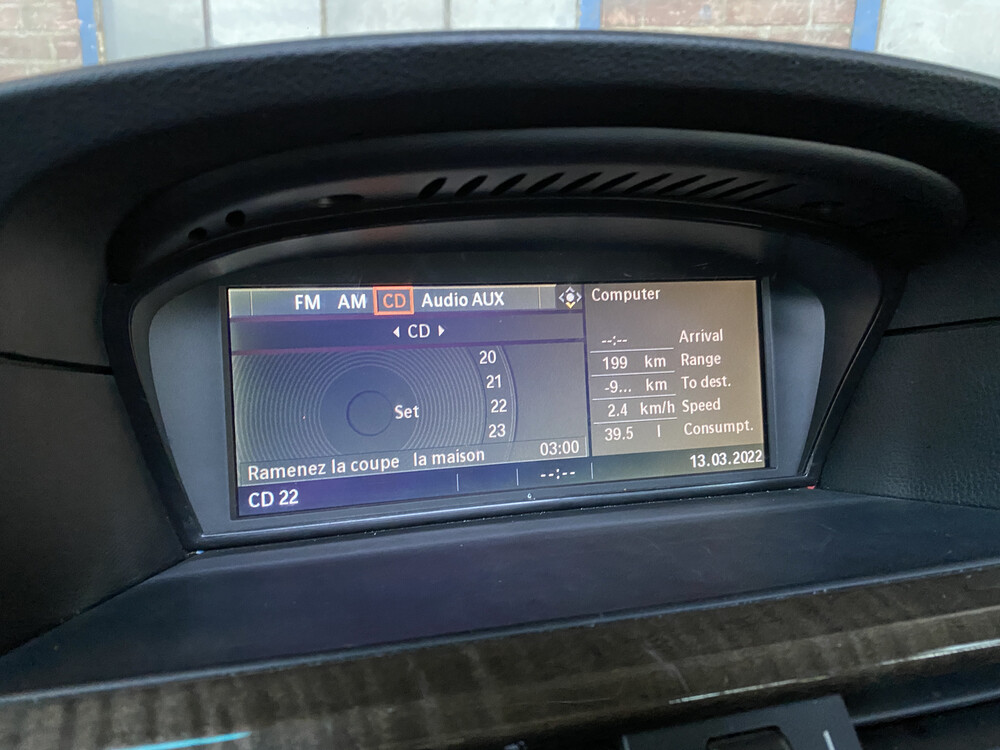 FM AM CD Audio AUX
CD
20
21
Set 22
23
Ramenez la coupe la maison 03:00
CD 22 --:--
Computer
--:-- Arrival
199 km Range
-9... km To dest.
2.4 km/h Speed
39.5 l Consumpt.
13.03.2022